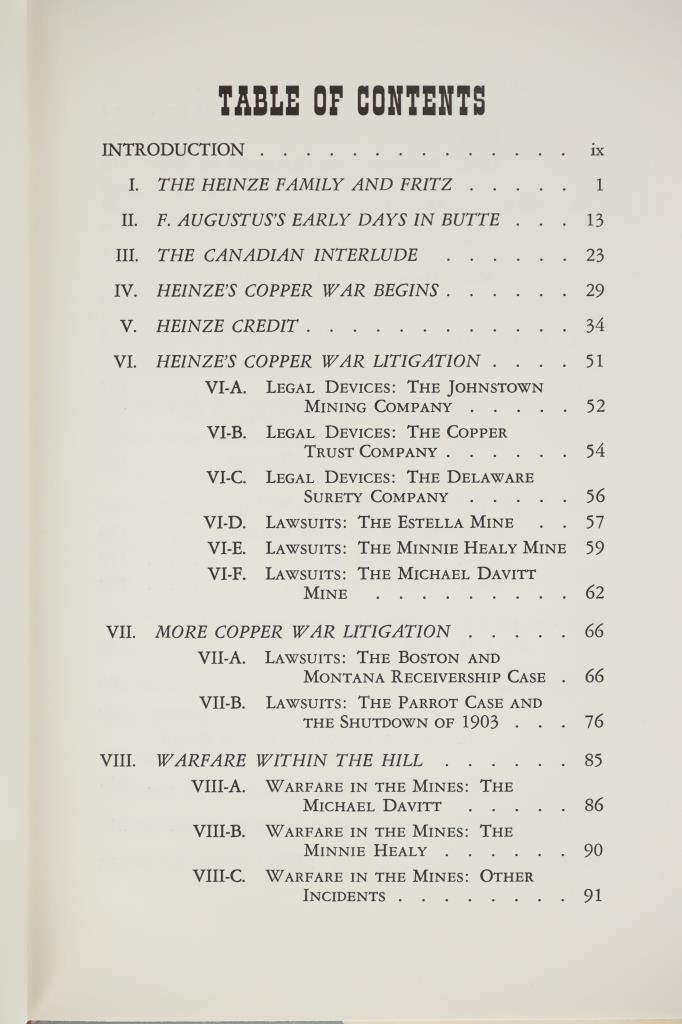 TABLE OF CONTENTS
INTRODUCTION . . . . . . . . . . . . . . ix
I. THE HEINZE FAMILY AND FRITZ . . . . . 1
II. F. AUGUSTUS'S EARLY DAYS IN BUTTE . . . 13
III. THE CANADIAN INTERLUDE . . . . . . 23
IV. HEINZE'S COPPER WAR BEGINS . . . . . . 29
V. HEINZE CREDIT . . . . . . . . . . . . 34
VI. HEINZE'S COPPER WAR LITIGATION . . . . 51
VI-A. LEGAL DEVICES: THE JOHNSTOWN
MINING COMPANY . . . . . 52
VI-B. LEGAL DEVICES: THE COPPER
TRUST COMPANY . . . . . . 54
VI-C. LEGAL DEVICES: THE DELAWARE
SURETY COMPANY . . . . . 56
VI-D. LAWSUITS: THE ESTELLA MINE . . 57
VI-E. LAWSUITS: THE MINNIE HEALY MINE 59
VI-F. LAWSUITS: THE MICHAEL DAVITT
MINE . . . . . . . . . 62
VII. MORE COPPER WAR LITIGATION . . . . . 66
VII-A. LAWSUITS: THE BOSTON AND
MONTANA RECEIVERSHIP CASE . 66
VII-B. LAWSUITS: THE PARROT CASE AND
THE SHUTDOWN OF 1903 . . . 76
VIII. WARFARE WITHIN THE HILL . . . . . . 85
VIII-A. WARFARE IN THE MINES: THE
MICHAEL DAVITT . . . . . 86
VIII-B. WARFARE IN THE MINES: THE
MINNIE HEALY . . . . . . 90
VIII-C. WARFARE IN THE MINES: OTHER
INCIDENTS . . . . . . . . 91